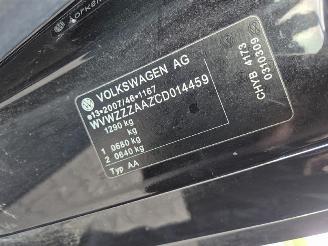 VOLKSWAGEN AG
e13*2007/46*1167
WVWZZZAAZCD014459
1290 kg
kg
1 0680 kg
2 0640 kg
Typ AA
CHYB 4173
0310309